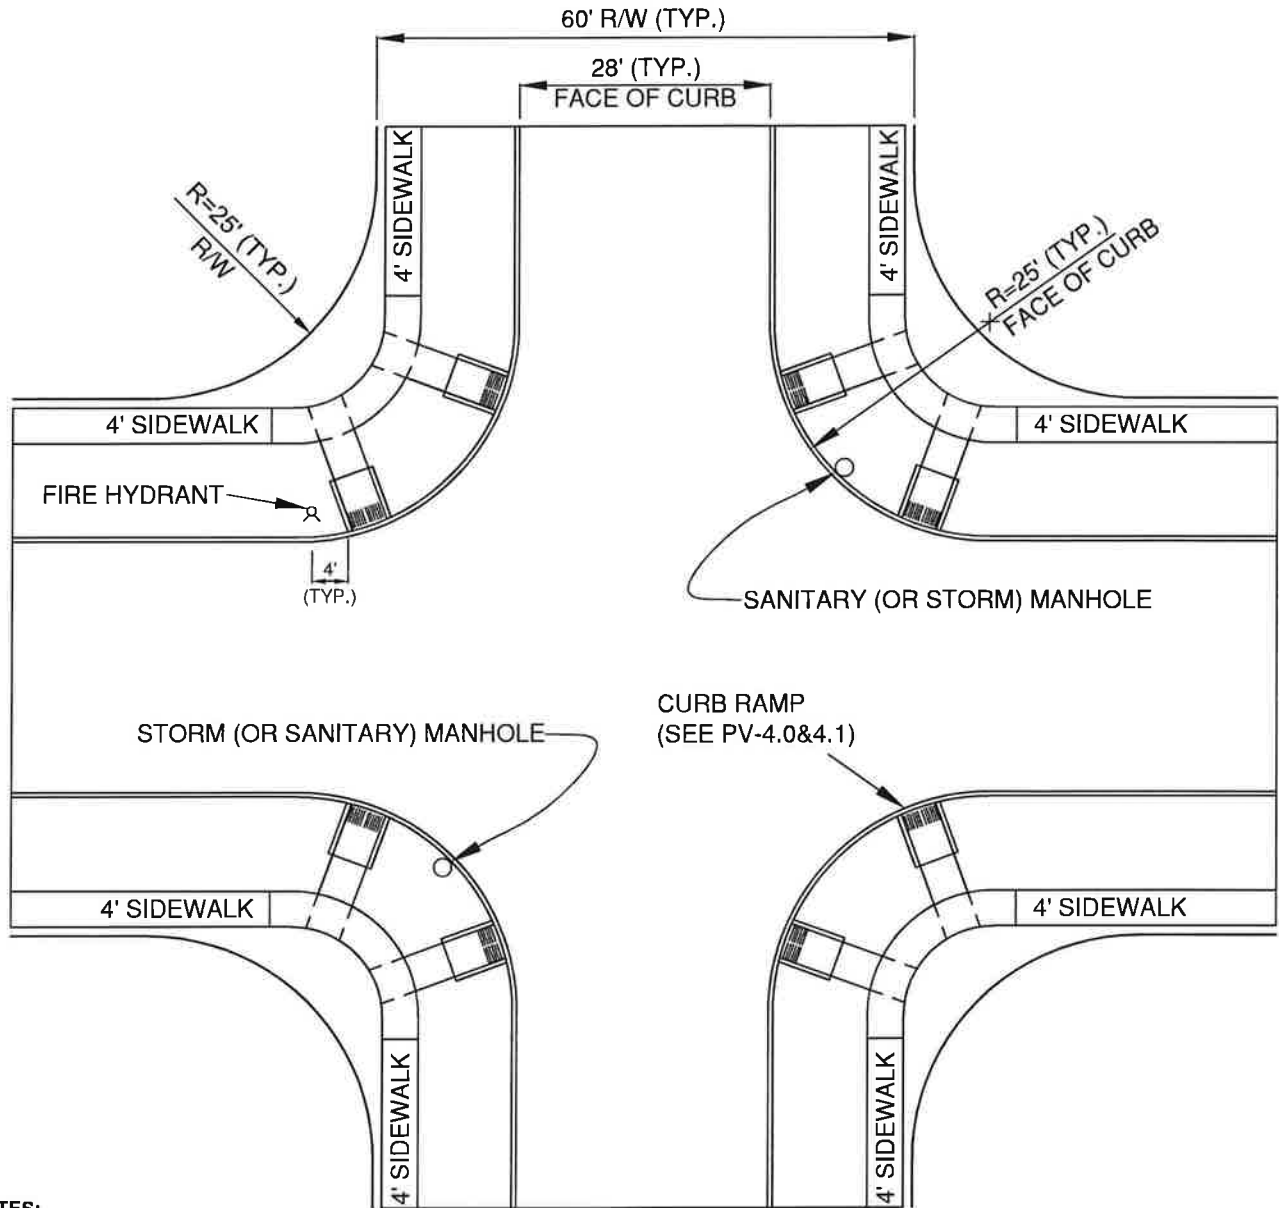 60' R/W (TYP.)
28' (TYP.)
FACE OF CURB
4' SIDEWALK
4' SIDEWALK
R=25' (TYP.)
R/W
R=25' (TYP.)
FACE OF CURB
4' SIDEWALK
4' SIDEWALK
FIRE HYDRANT
4'
(TYP.)
SANITARY (OR STORM) MANHOLE
STORM (OR SANITARY) MANHOLE
CURB RAMP
(SEE PV-4.0&4.1)
4' SIDEWALK
4' SIDEWALK
4' SIDEWALK
4' SIDEWALK